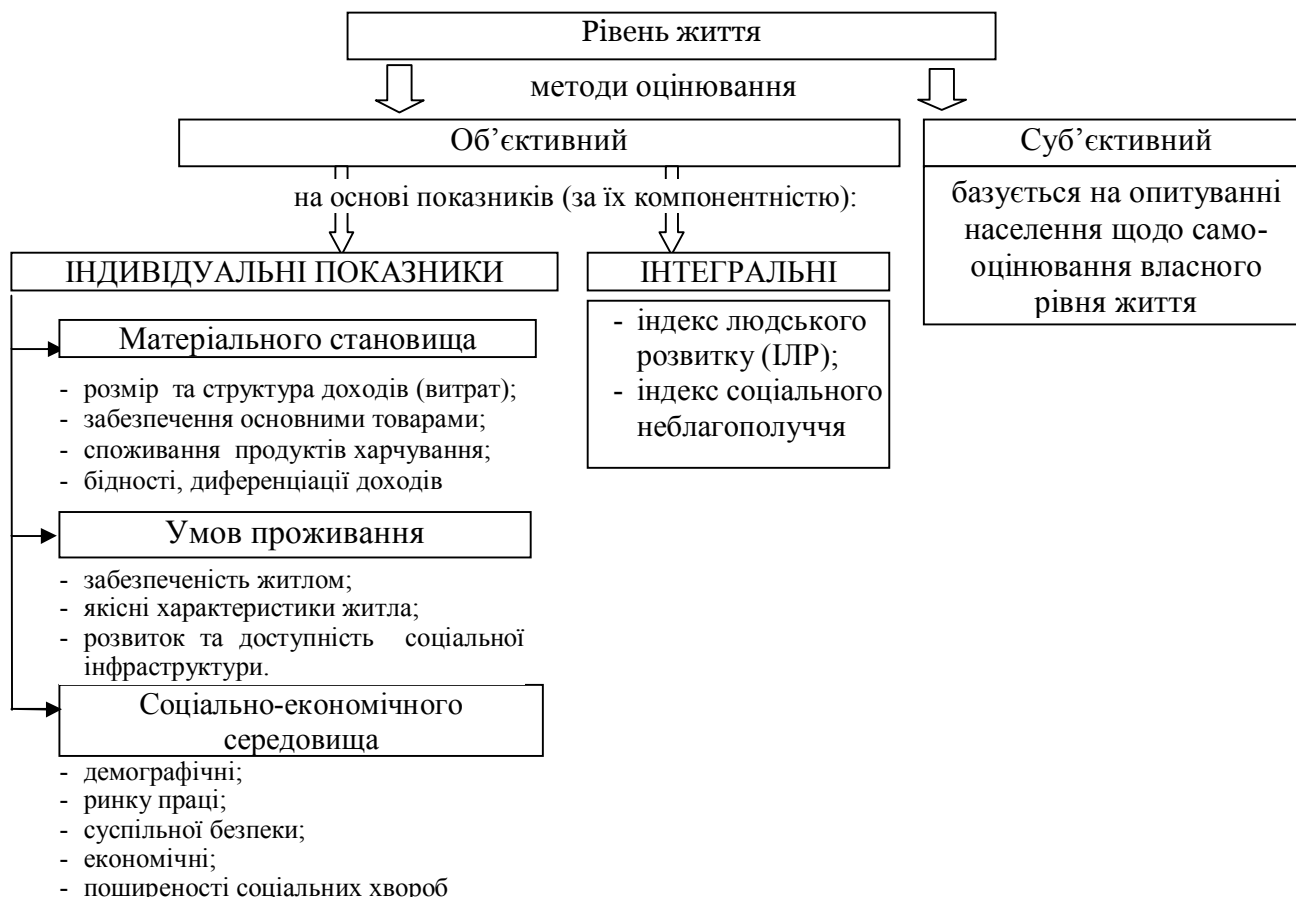 Рівень життя
методи оцінювання
Об’єктивний
Суб’єктивний
на основі показників (за їх компонентністю):
базується на опитуванні
населення щодо само-
оцінювання власного
рівня життя
ІНДИВІДУАЛЬНІ ПОКАЗНИКИ
ІНТЕГРАЛЬНІ
- індекс людського
розвитку (ІЛР);
- індекс соціального
неблагополуччя
Матеріального становища
- розмір та структура доходів (витрат);
- забезпечення основними товарами;
- споживання продуктів харчування;
- бідності, диференціації доходів
Умов проживання
- забезпеченість житлом;
- якісні характеристики житла;
- розвиток та доступність соціальної
інфраструктури.
Соціально-економічного
середовища
- демографічні;
- ринку праці;
- суспільної безпеки;
- економічні;
- поширеності соціальних хвороб